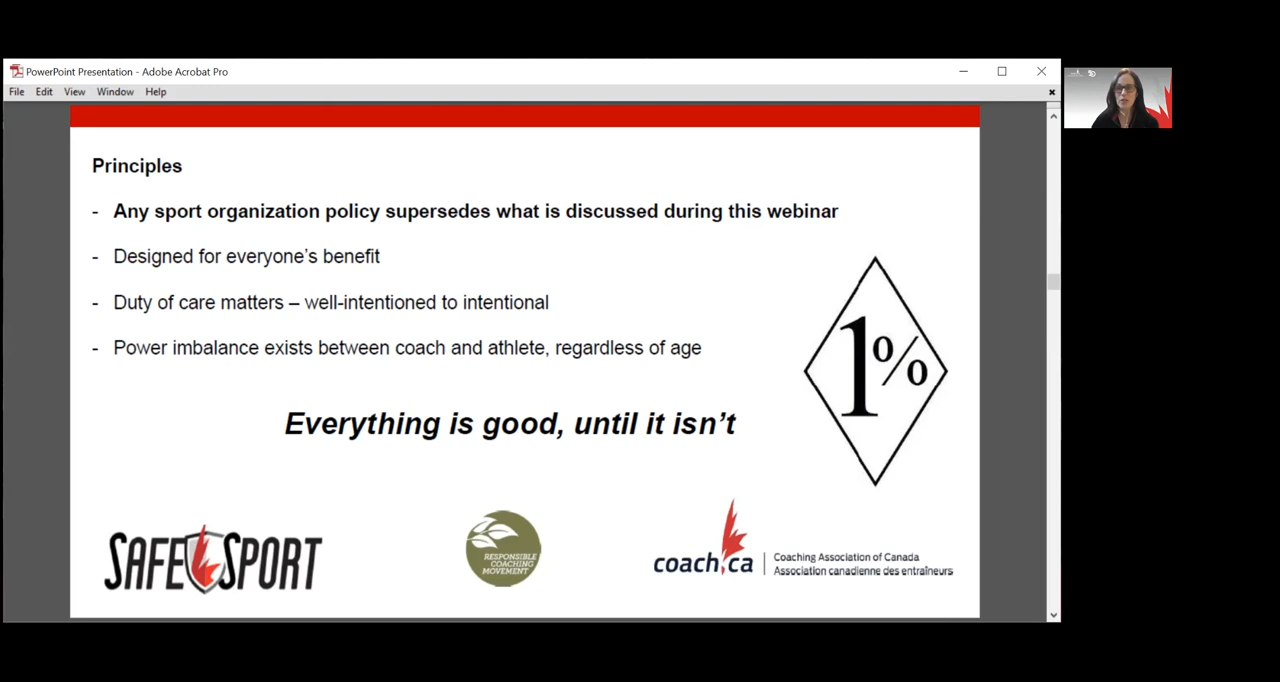 PowerPoint Presentation - Adobe Acrobat Pro
File Edit View Window Help
Principles
- Any sport organization policy supersedes what is discussed during this webinar
- Designed for everyone's benefit
- Duty of care matters – well-intentioned to intentional
- Power imbalance exists between coach and athlete, regardless of age
1%
Everything is good, until it isn't
SAFE SPORT
RESPONSIBLE
COACHING
MOVEMENT
coach.ca
Coaching Association of Canada
Association canadienne des entraîneurs